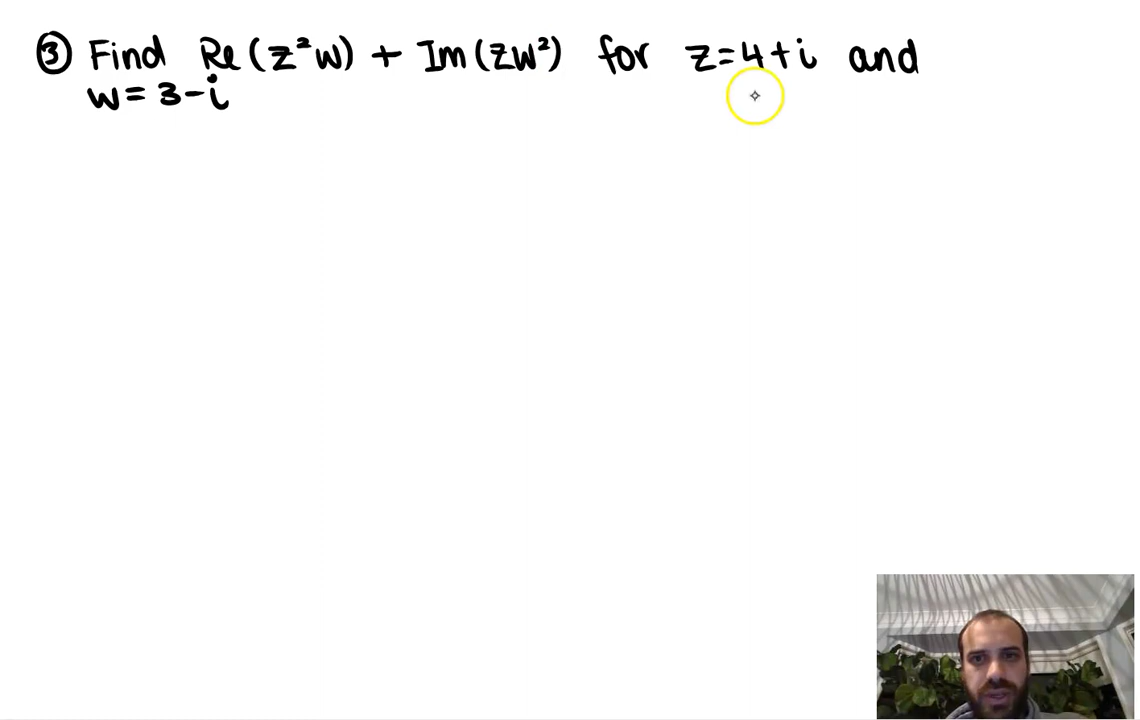 ③ Find Re(z²w) + Im(zw²) for z=4+i and
w=3-i